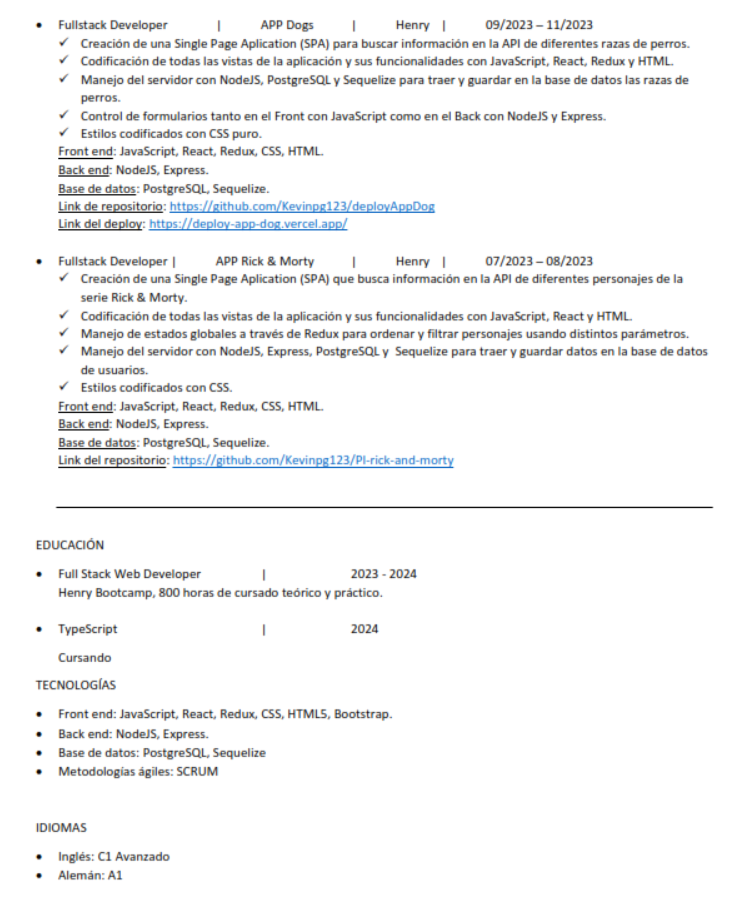 • Fullstack Developer | APP Dogs | Henry | 09/2023 – 11/2023
✓ Creación de una Single Page Aplication (SPA) para buscar información en la API de diferentes razas de perros.
✓ Codificación de todas las vistas de la aplicación y sus funcionalidades con JavaScript, React, Redux y HTML.
✓ Manejo del servidor con NodeJS, PostgreSQL y Sequelize para traer y guardar en la base de datos las razas de
perros.
✓ Control de formularios tanto en el Front con JavaScript como en el Back con NodeJS y Express.
✓ Estilos codificados con CSS puro.
Front end: JavaScript, React, Redux, CSS, HTML.
Back end: NodeJS, Express.
Base de datos: PostgreSQL, Sequelize.
Link de repositorio: https://github.com/Kevinpg123/deployAppDog
Link del deploy: https://deploy-app-dog.vercel.app/
• Fullstack Developer | APP Rick & Morty | Henry | 07/2023 – 08/2023
✓ Creación de una Single Page Aplication (SPA) que busca información en la API de diferentes personajes de la
serie Rick & Morty.
✓ Codificación de todas las vistas de la aplicación y sus funcionalidades con JavaScript, React y HTML.
✓ Manejo de estados globales a través de Redux para ordenar y filtrar personajes usando distintos parámetros.
✓ Manejo del servidor con NodeJS, Express, PostgreSQL y Sequelize para traer y guardar datos en la base de datos
de usuarios.
✓ Estilos codificados con CSS.
Front end: JavaScript, React, Redux, CSS, HTML.
Back end: NodeJS, Express.
Base de datos: PostgreSQL, Sequelize.
Link del repositorio: https://github.com/Kevinpg123/PI-rick-and-morty
EDUCACIÓN
• Full Stack Web Developer | 2023 - 2024
Henry Bootcamp, 800 horas de cursado teórico y práctico.
• TypeScript | 2024
Cursando
TECNOLOGÍAS
• Front end: JavaScript, React, Redux, CSS, HTML5, Bootstrap.
• Back end: NodeJS, Express.
• Base de datos: PostgreSQL, Sequelize
• Metodologías ágiles: SCRUM
IDIOMAS
• Inglés: C1 Avanzado
• Alemán: A1